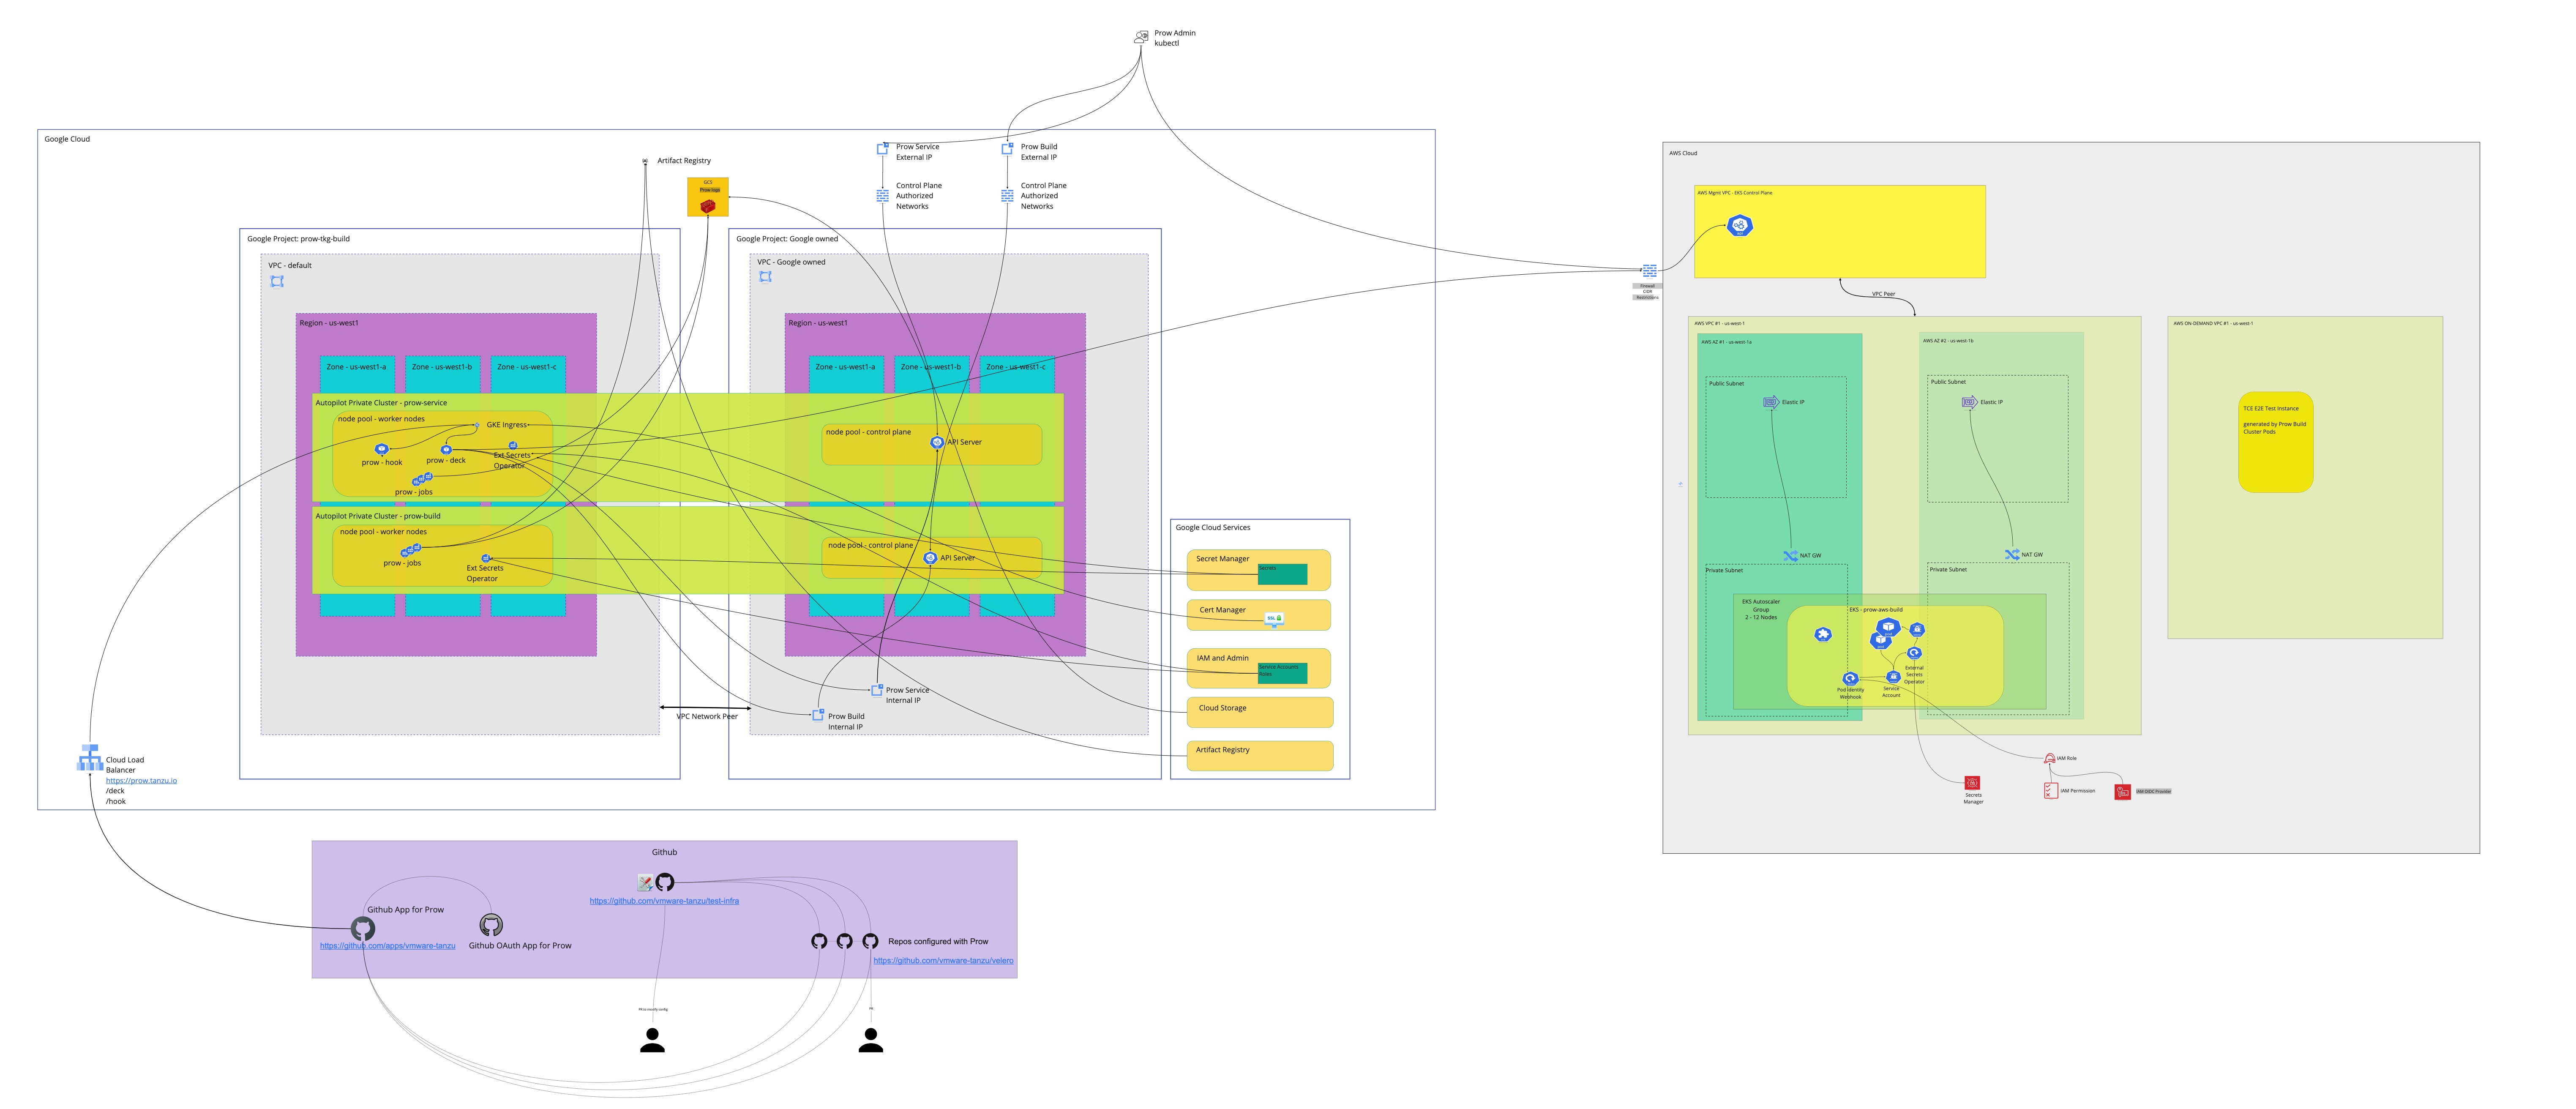 Prow Admin
kubectl
Google Cloud
Artifact Registry
GCS
Prow logs
Prow Service
External IP
Prow Build
External IP
Control Plane
Authorized
Networks
Control Plane
Authorized
Networks
Google Project: prow-tkg-build
VPC - default
Region - us-west1
Zone - us-west1-a
Zone - us-west1-b
Zone - us-west1-c
Google Project: Google owned
VPC - Google owned
Region - us-west1
Zone - us-west1-a
Zone - us-west1-b
Zone - us-west1-c
Autopilot Private Cluster - prow-service
node pool - worker nodes
GKE Ingress
prow - hook
prow - deck
Ext Secrets
Operator
prow - jobs
node pool - control plane
API Server
Autopilot Private Cluster - prow-build
node pool - worker nodes
prow - jobs
Ext Secrets
Operator
node pool - control plane
API Server
Prow Service
Internal IP
Prow Build
Internal IP
VPC Network Peer
Google Cloud Services
Secret Manager
Secrets
Cert Manager
SSL
IAM and Admin
Service Accounts
Roles
Cloud Storage
Artifact Registry
Cloud Load
Balancer
https://prow.tanzu.io
/deck
/hook
Github
https://github.com/vmware-tanzu/test-infra
Github App for Prow
https://github.com/apps/vmware-tanzu
Github OAuth App for Prow
Repos configured with Prow
https://github.com/vmware-tanzu/velero
PR to modify config
PR
Firewall
CIDR
Restrictions
AWS Cloud
AWS Mgmt VPC - EKS Control Plane
api
VPC Peer
AWS VPC #1 - us-west-1
AWS AZ #1 - us-west-1a
Public Subnet
Elastic IP
NAT GW
Private Subnet
AWS AZ #2 - us-west-1b
Public Subnet
Elastic IP
NAT GW
Private Subnet
EKS Autoscaler
Group
2 - 12 Nodes
EKS - prow-aws-build
External
Secrets
Operator
Pod Identity
Webhook
Service
Account
IAM Role
Secrets
Manager
IAM Permission
IAM OIDC Provider
AWS ON-DEMAND VPC #1 - us-west-1
TCE E2E Test Instance
generated by Prow Build
Cluster Pods